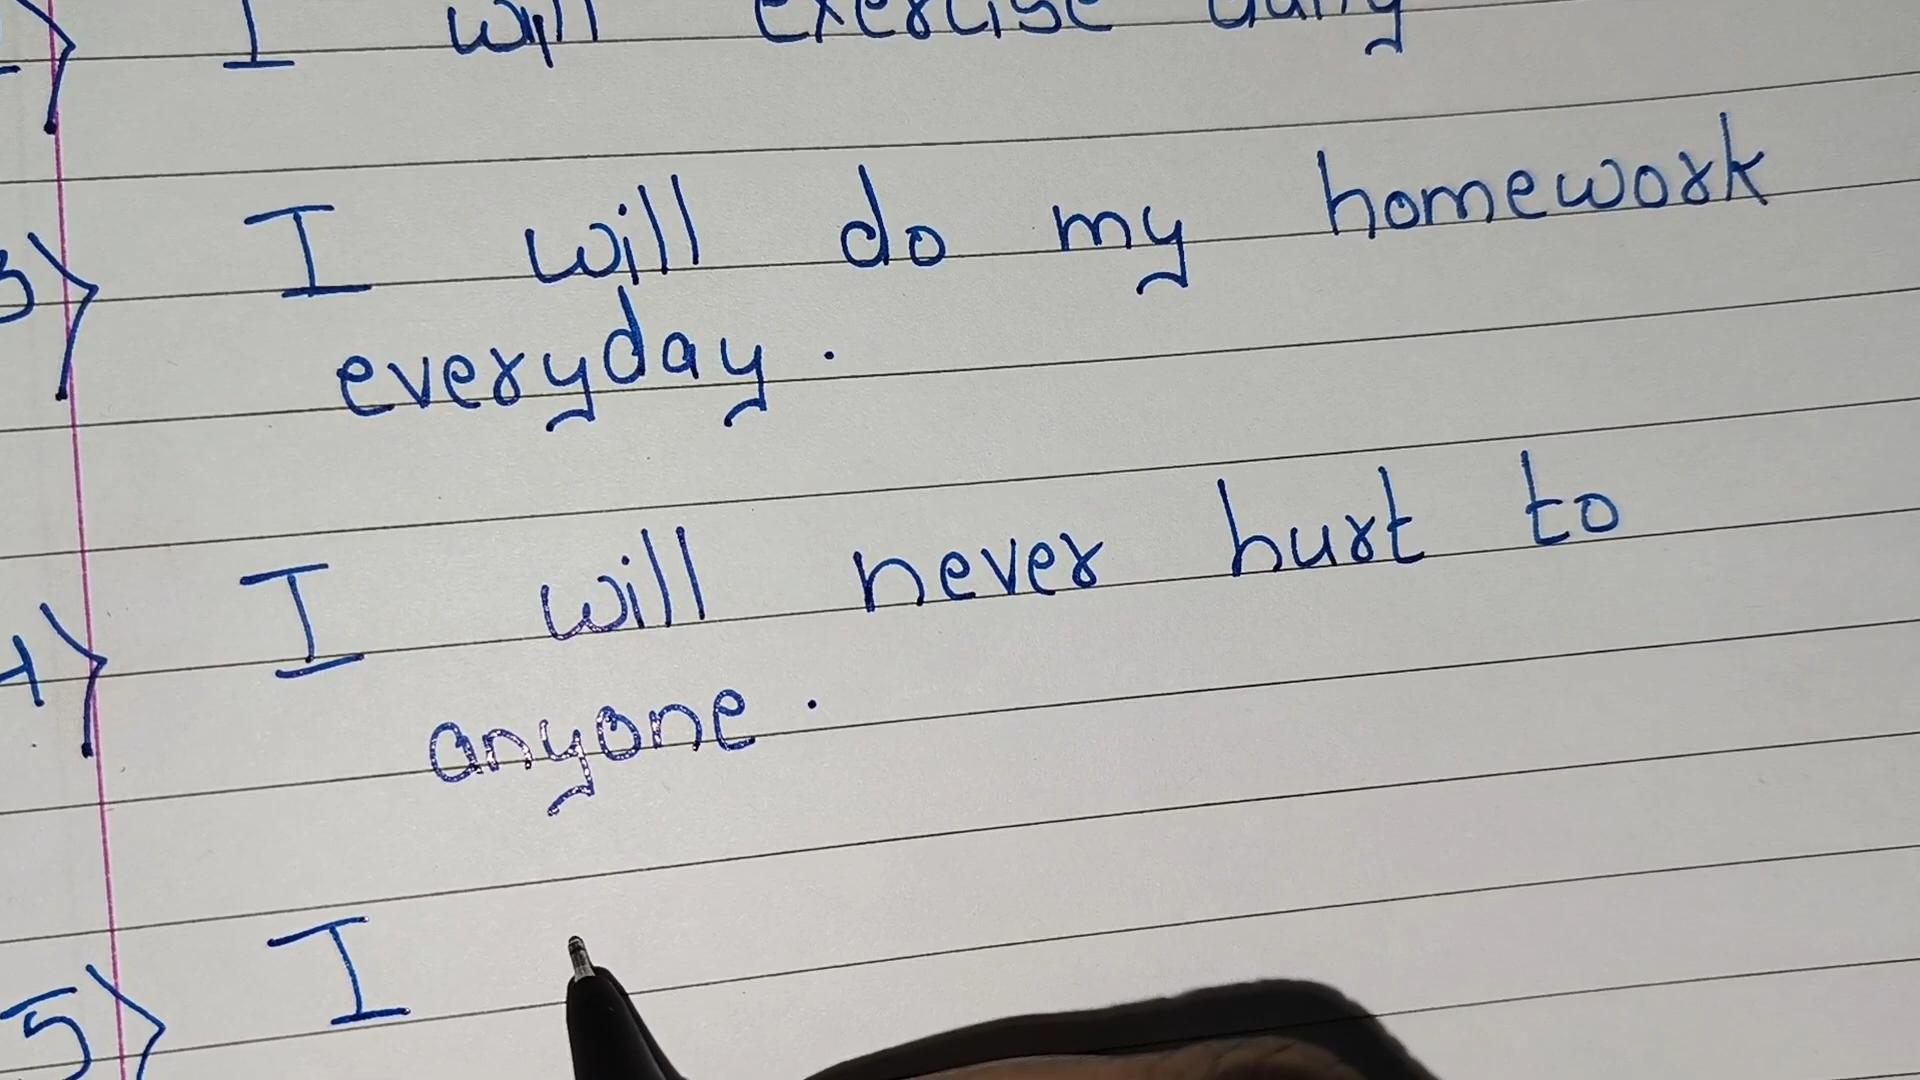 I will exercise daily
3) I will do my homework
everyday.
4) I will never hurt to
anyone.
5) I